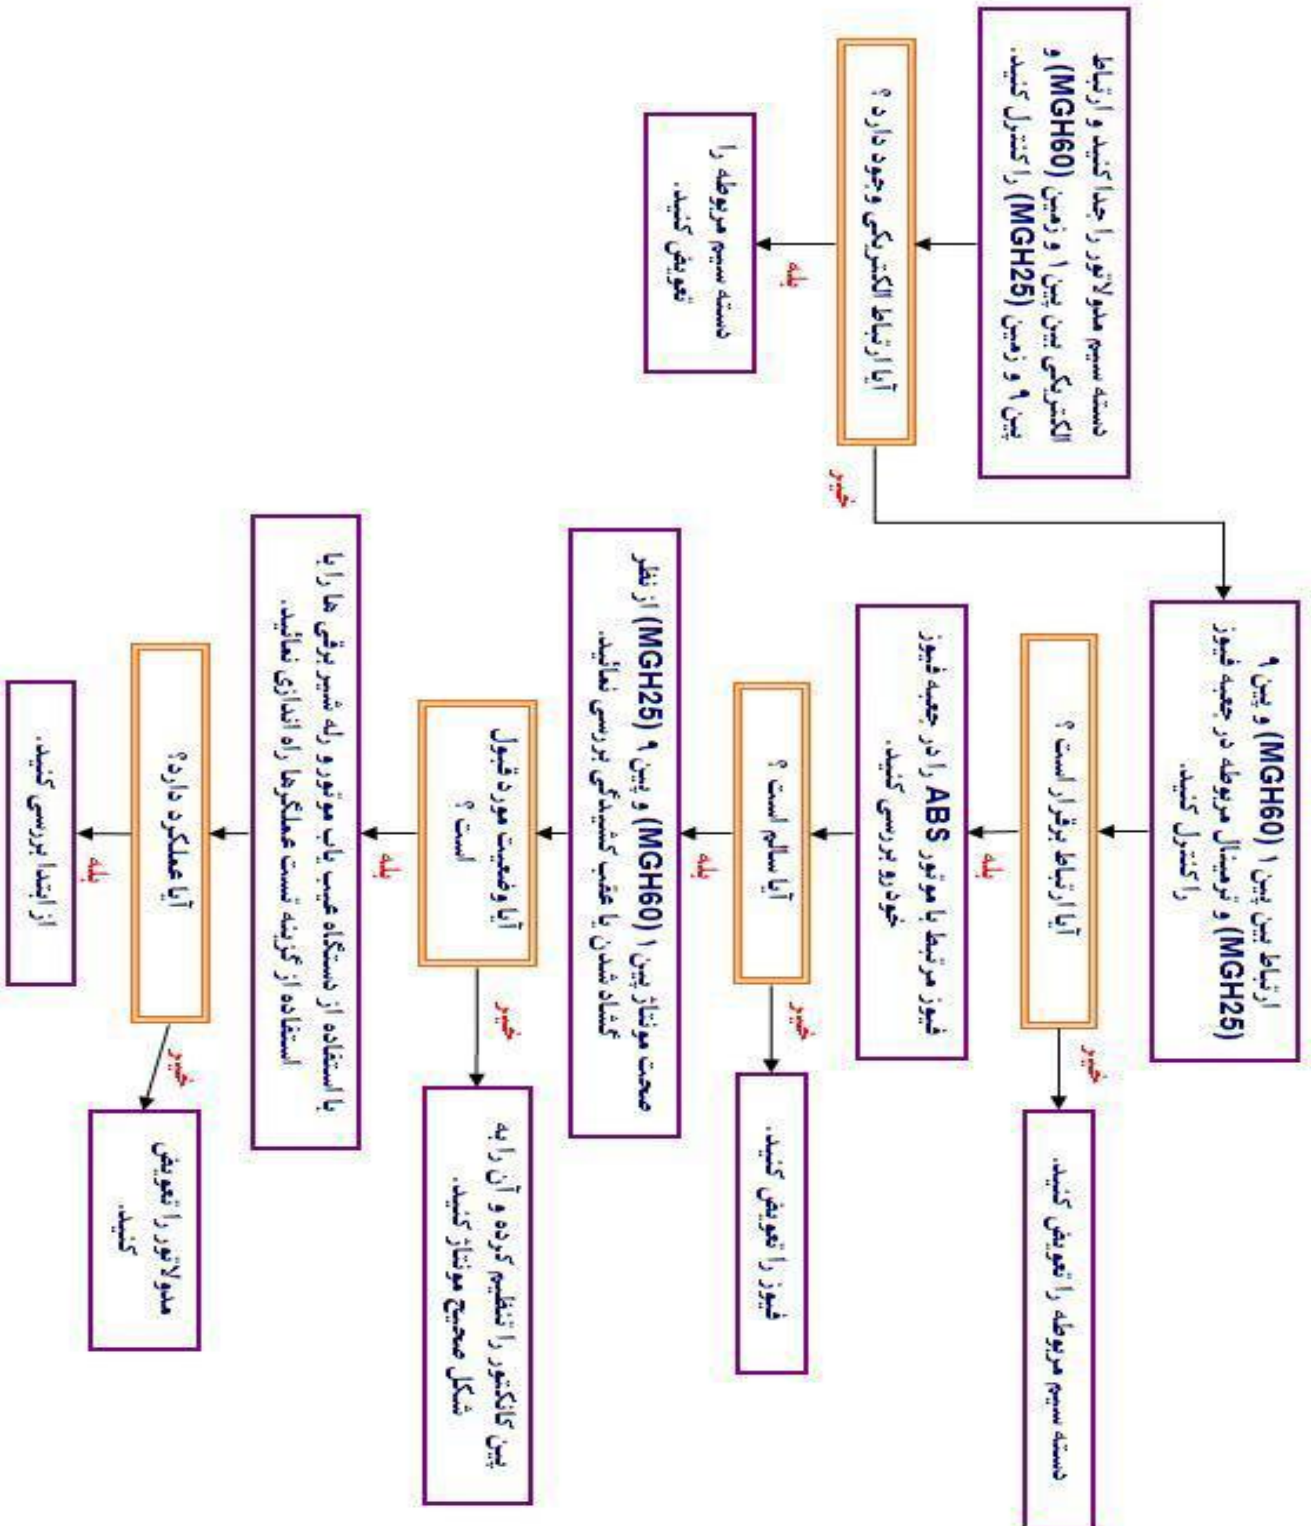 دسته سیم مدولاتور را جدا کنید و ارتباط
الکتریکی بین پین ۱ و زمین (MGH60) و
پین ۹ و زمین (MGH25) را کنترل کنید.
آیا ارتباط الکتریکی وجود دارد ؟
بله
دسته سیم مربوطه را
تعویض کنید.
خیر
ارتباط بین پین ۱ (MGH60) و پین ۹
(MGH25) و ترمینال مربوطه در جعبه فیوز
را کنترل کنید.
آیا ارتباط برقرار است ؟
خیر
دسته سیم مربوطه را تعویض کنید.
بله
فیوز مرتبط با موتور ABS را در جعبه فیوز
خودرو بررسی کنید.
آیا سالم است ؟
خیر
فیوز را تعویض کنید.
بله
صحت مونتاژ پین ۱ (MGH60) و پین ۹ (MGH25) از نظر
گشاد شدن یا عقب کشیدگی بررسی نمائید.
آیا وضعیت مورد قبول
است ؟
خیر
پین کانکتور را تنظیم کرده و آن را به
شکل صحیح مونتاژ کنید.
بله
با استفاده از دستگاه عیب یاب موتور و رله شیر برقی ها را با
استفاده از گزینه تست عملگرها راه اندازی نمائید.
آیا عملکرد دارد؟
خیر
مدولاتور را تعویض
کنید.
بله
از ابتدا بررسی کنید.